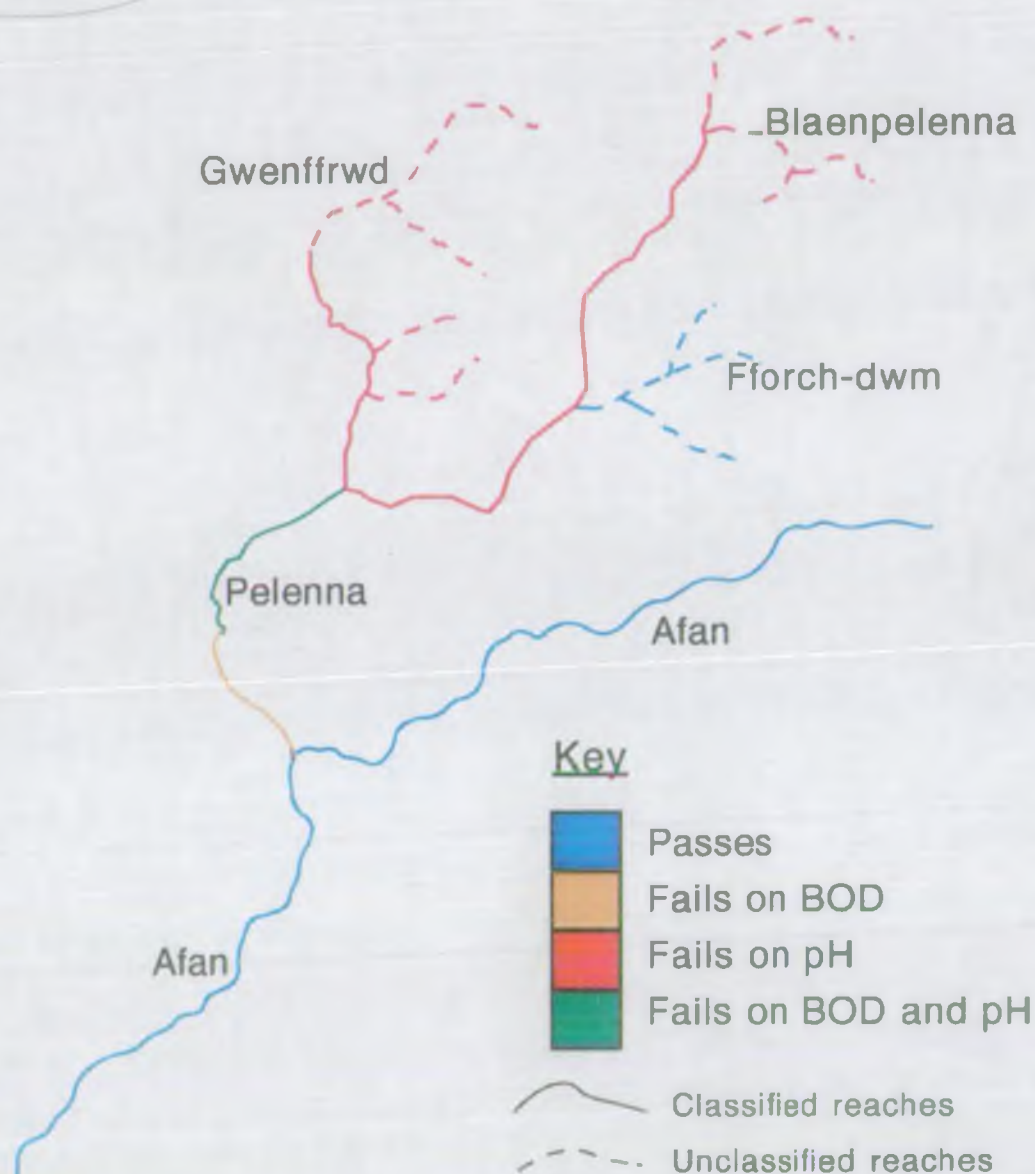 Blaenpelenna
Gwenffrwd
Fforch-dwm
Pelenna
Afan
Key
Passes
Fails on BOD
Fails on pH
Fails on BOD and pH
Afan
Classified reaches
Unclassified reaches